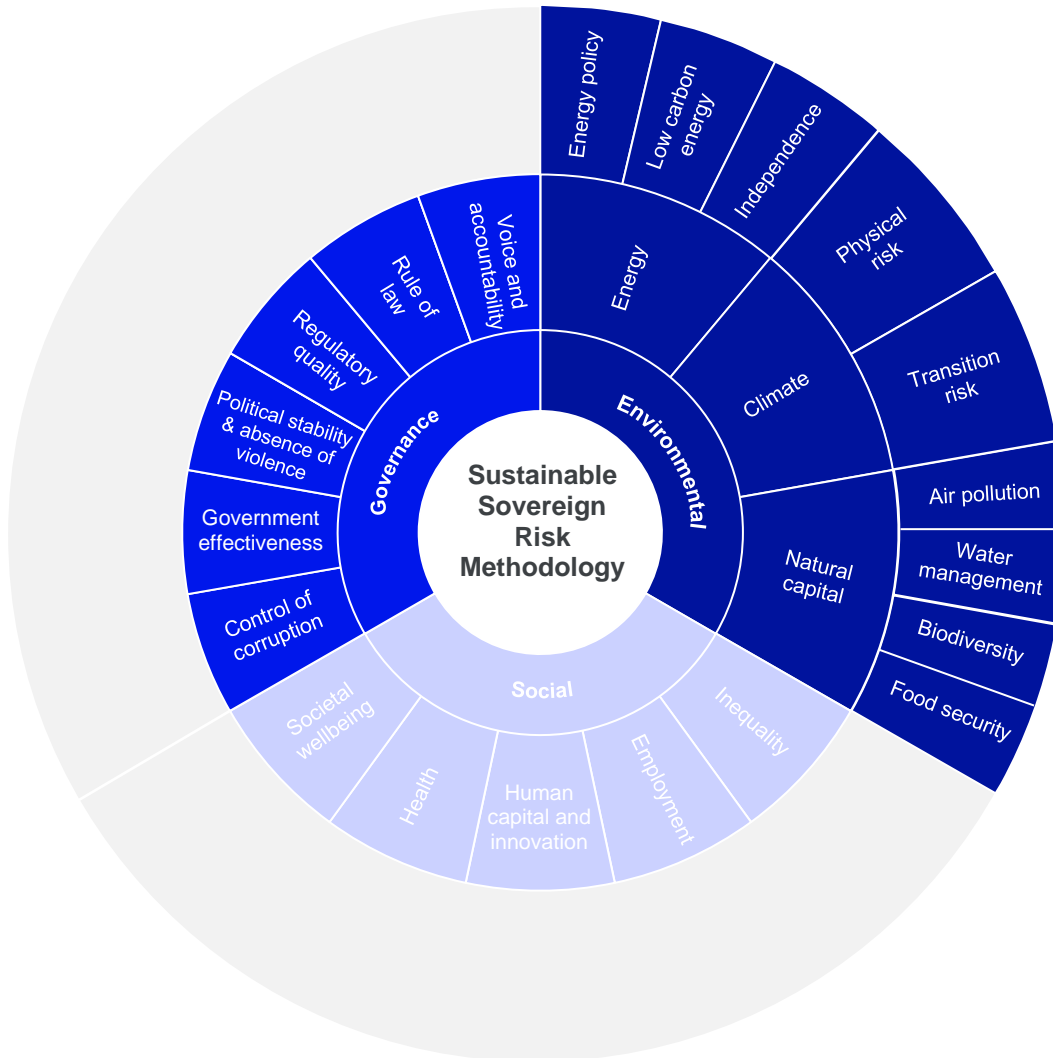 Sustainable
Sovereign
Risk
Methodology
Environmental
Energy
Energy policy
Low carbon
energy
Independence
Climate
Physical
risk
Transition
risk
Natural
capital
Air pollution
Water
management
Biodiversity
Food security
Social
Inequality
Employment
Human
capital and
innovation
Health
Societal
wellbeing
Governance
Control of
corruption
Government
effectiveness
Political stability
& absence of
violence
Regulatory
quality
Rule of
law
Voice and
accountability